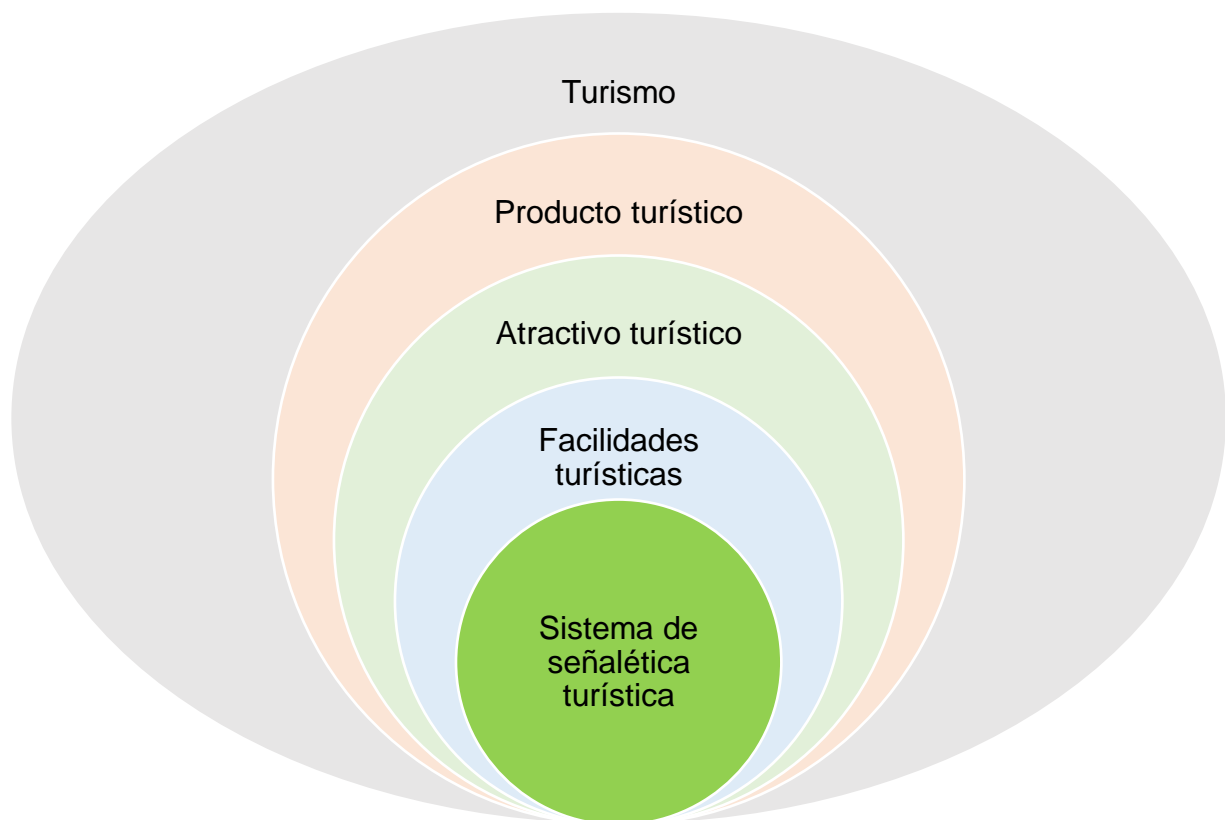 Turismo
Producto turístico
Atractivo turístico
Facilidades
turísticas
Sistema de
señalética
turística